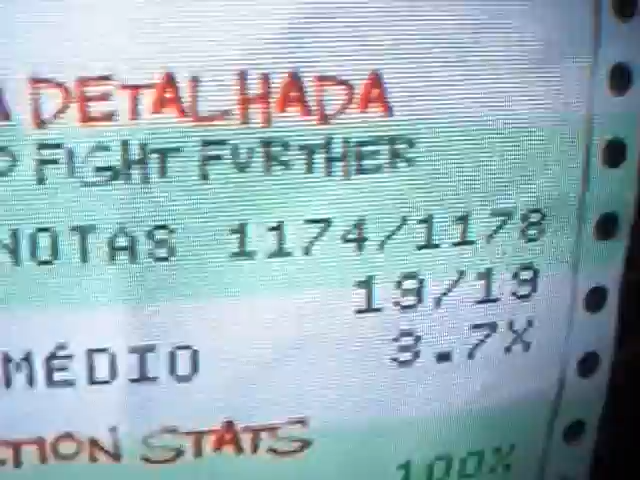 A DETALHADA
FIGHT FURTHER
NOTAS 1174/1178
19/19
MÉDIO 3.7X
STATS
100%